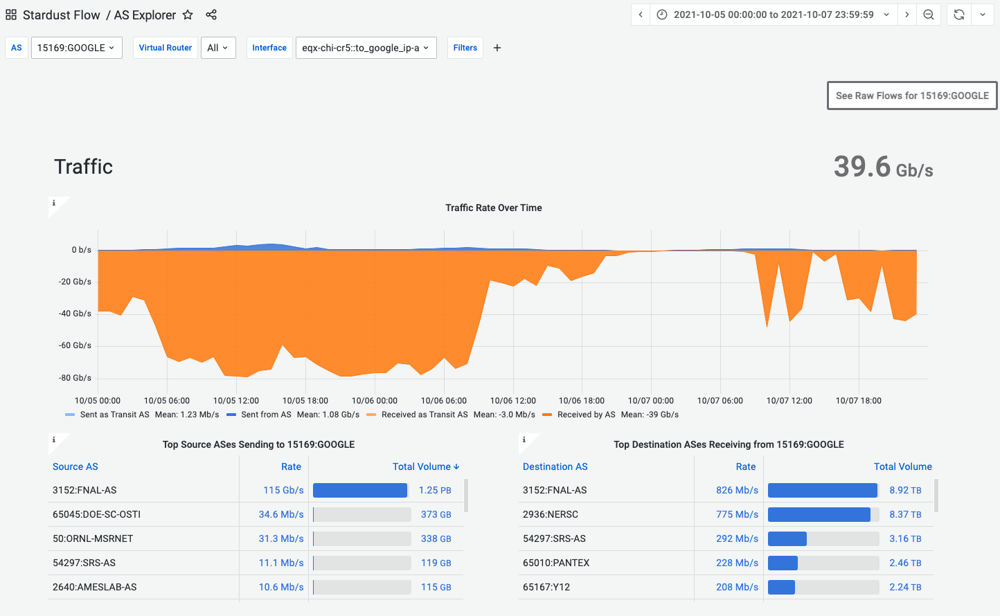 Stardust Flow / AS Explorer
2021-10-05 00:00:00 to 2021-10-07 23:59:59
AS 15169:GOOGLE Virtual Router All Interface eqx-chi-cr5::to_google_ip-a Filters +
See Raw Flows for 15169:GOOGLE
Traffic
39.6 Gb/s
i
Traffic Rate Over Time
0 b/s
-20 Gb/s
-40 Gb/s
-60 Gb/s
-80 Gb/s
10/05 00:00 10/05 06:00 10/05 12:00 10/05 18:00 10/06 00:00 10/06 06:00 10/06 12:00 10/06 18:00 10/07 00:00 10/07 06:00 10/07 12:00 10/07 18:00
Sent as Transit AS Mean: 1.23 Mb/s Sent from AS Mean: 1.08 Gb/s Received as Transit AS Mean: -3.0 Mb/s Received by AS Mean: -39 Gb/s
i
Top Source ASes Sending to 15169:GOOGLE
Source AS Rate Total Volume ↓
3152:FNAL-AS 115 Gb/s 1.25 PB
65045:DOE-SC-OSTI 34.6 Mb/s 373 GB
50:ORNL-MSRNET 31.3 Mb/s 338 GB
54297:SRS-AS 11.1 Mb/s 119 GB
2640:AMESLAB-AS 10.6 Mb/s 115 GB
i
Top Destination ASes Receiving from 15169:GOOGLE
Destination AS Rate Total Volume
3152:FNAL-AS 826 Mb/s 8.92 TB
2936:NERSC 775 Mb/s 8.37 TB
54297:SRS-AS 292 Mb/s 3.16 TB
65010:PANTEX 228 Mb/s 2.46 TB
65167:Y12 208 Mb/s 2.24 TB